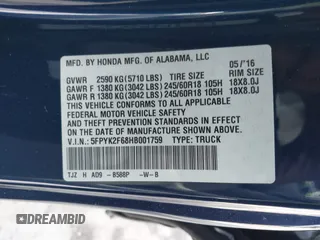 MFD. BY HONDA MFG. OF ALABAMA, LLC 05/'16
GVWR 2590 KG(5710 LBS) TIRE SIZE RIM SIZE
GAWR F 1380 KG(3042 LBS)245/60R18 105H 18X8.0J
GAWR R 1380 KG(3042 LBS)245/60R18 105H 18X8.0J
THIS VEHICLE CONFORMS TO ALL APPLICABLE
FEDERAL MOTOR VEHICLE SAFETY AND THEFT
PREVENTION STANDARDS IN EFFECT ON THE DATE
OF MANUFACTURE SHOWN ABOVE.
V.I.N.: 5FPYK2F68HB001759 TYPE: TRUCK
TJZ H AD9 -B588P -W-B
© DEALERSCOPE